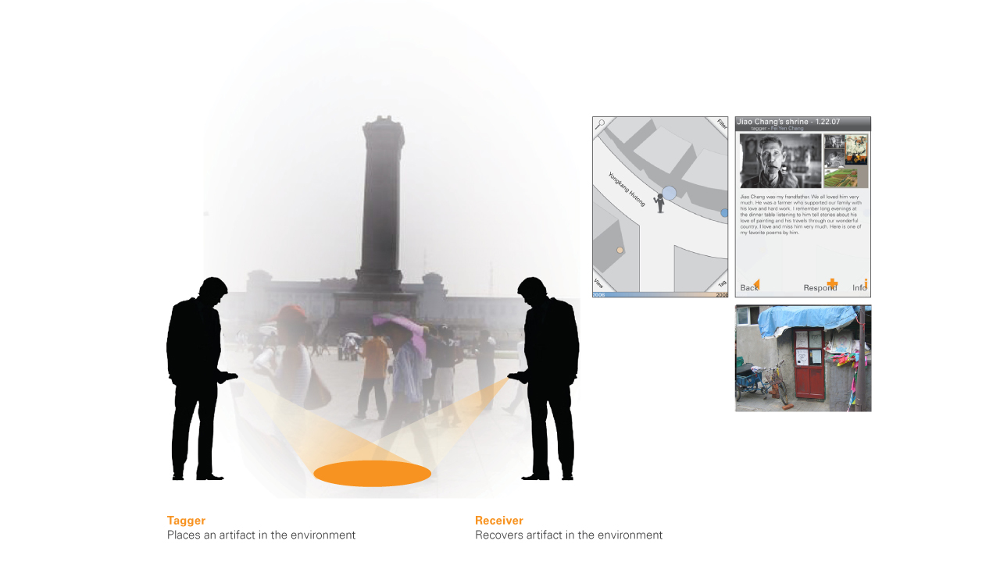 Filter
Yongkang Hutong
View
Tag
2006
2006
Jiao Chang's shrine - 1.22.07
tagger - Fei Yen Chang
Jiao Chang was my frandfather. We all loved him very
much. He was a farmer who supported our family with
his love and hard work. I remember long evenings at
the dinner table listening to him tell stories about his
love of painting and his travels through our wonderful
country. I love and miss him very much. Here is one of
my favorite poems by him.
Back
Respond
Info
Tagger
Places an artifact in the environment
Receiver
Recovers artifact in the environment